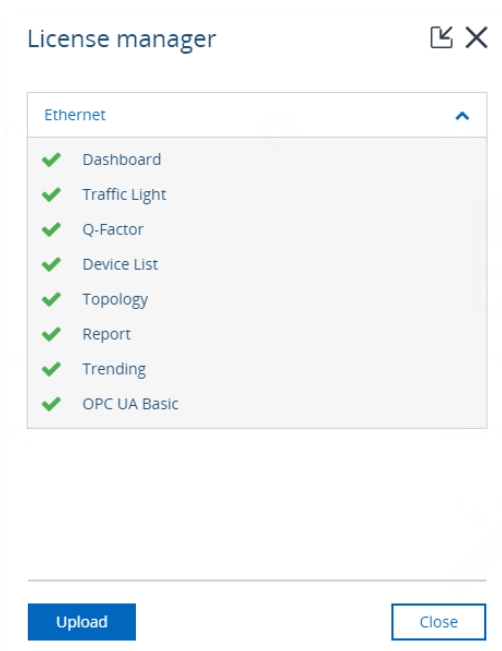 License manager
Ethernet
Dashboard
Traffic Light
Q-Factor
Device List
Topology
Report
Trending
OPC UA Basic
Upload
Close